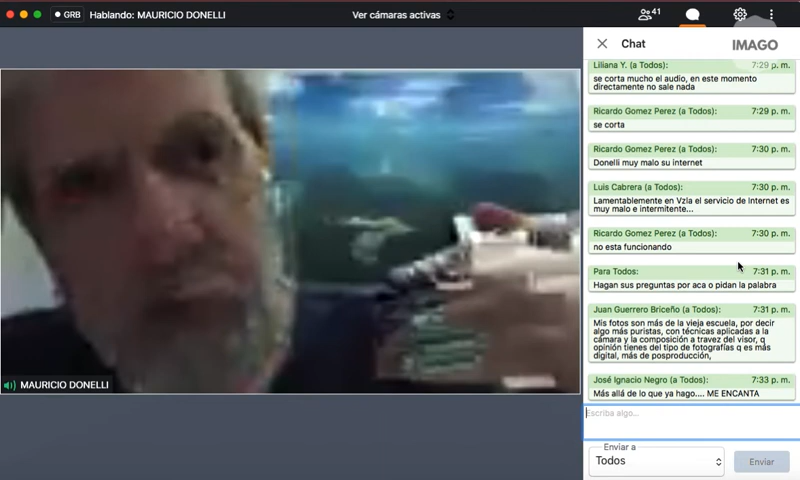 GRB
Hablando: MAURICIO DONELLI
Ver cámaras activas
41
Chat
IMAGO
Liliana Y. (a Todos): 7:29 p. m.
se corta mucho el audio, en este momento
directamente no sale nada
Ricardo Gomez Perez (a Todos): 7:29 p. m.
se corta
Ricardo Gomez Perez (a Todos): 7:30 p. m.
Donelli muy malo su internet
Luis Cabrera (a Todos): 7:30 p. m.
Lamentablemente en Vzla el servicio de Internet es
muy malo e intermitente...
Ricardo Gomez Perez (a Todos): 7:30 p. m.
no esta funcionando
Para Todos: 7:31 p. m.
Hagan sus preguntas por aca o pidan la palabra
Juan Guerrero Briceño (a Todos): 7:31 p. m.
Mis fotos son más de la vieja escuela, por decir
algo más puristas, con técnicas aplicadas a la
cámara y la composición a travez del visor, q
opinión tienes del tipo de fotografías q es más
digital, más de posproducción,
José Ignacio Negro (a Todos): 7:33 p. m.
Más allá de lo que ya hago.... ME ENCANTA
MAURICIO DONELLI
Escriba algo...
Enviar a
Todos
Enviar